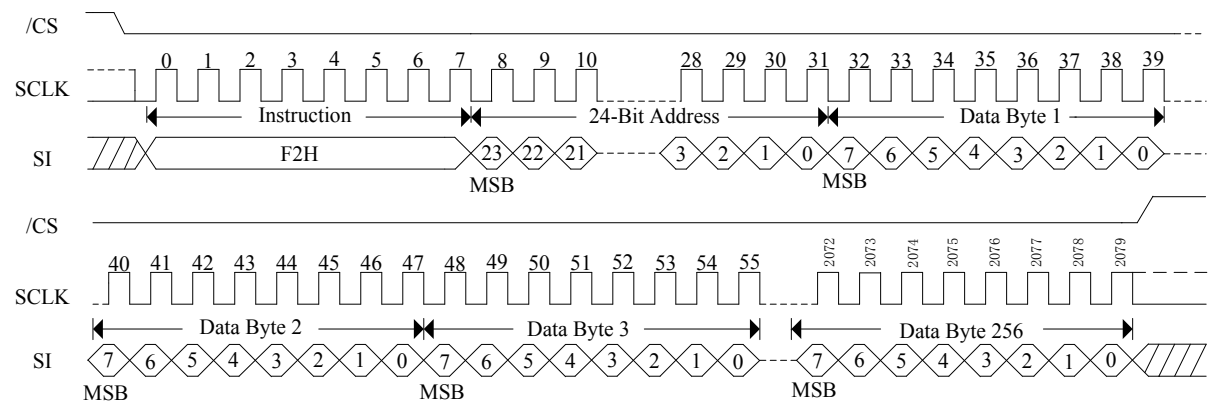 /CS
0 1 2 3 4 5 6 7 8 9 10 28 29 30 31 32 33 34 35 36 37 38 39
SCLK
Instruction 24-Bit Address Data Byte 1
SI F2H 23 22 21 3 2 1 0 7 6 5 4 3 2 1 0
MSB MSB
/CS
40 41 42 43 44 45 46 47 48 49 50 51 52 53 54 55 2072 2073 2074 2075 2076 2077 2078 2079
SCLK
Data Byte 2 Data Byte 3 Data Byte 256
SI 7 6 5 4 3 2 1 0 7 6 5 4 3 2 1 0 7 6 5 4 3 2 1 0
MSB MSB MSB